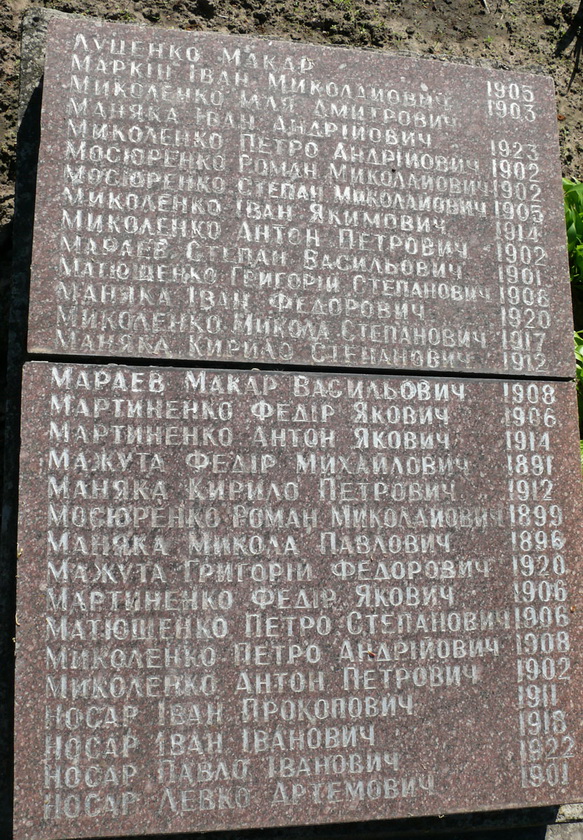 ЛУЦЕНКО МАКАР 1905
МАРКІН ІВАН МИКОЛАЙОВИЧ 1903
МИКОЛЕНКО ІЛЛЯ ДМИТРОВИЧ
МАНЯКА ІВАН АНДРІЙОВИЧ 1923
МИКОЛЕНКО ПЕТРО АНДРІЙОВИЧ 1902
МОСЮРЕНКО РОМАН МИКОЛАЙОВИЧ 1902
МОСЮРЕНКО СТЕПАН МИКОЛАЙОВИЧ 1905
МИКОЛЕНКО ІВАН ЯКИМОВИЧ 1914
МИКОЛЕНКО АНТОН ПЕТРОВИЧ 1902
МАРАЕВ СТЕПАН ВАСИЛЬОВИЧ 1901
МАТЮЩЕНКО ГРИГОРІЙ СТЕПАНОВИЧ 1908
МАНЯКА ІВАН ФЕДОРОВИЧ 1920
МИКОЛЕНКО МИКОЛА СТЕПАНОВИЧ 1917
МАНЯКА КИРИЛО СТЕПАНОВИЧ 1912
МАРАЕВ МАКАР ВАСИЛЬОВИЧ 1908
МАРТИНЕНКО ФЕДІР ЯКОВИЧ 1906
МАРТИНЕНКО АНТОН ЯКОВИЧ 1914
МАЖУТА ФЕДІР МИХАЙЛОВИЧ 1891
МАНЯКА КИРИЛО ПЕТРОВИЧ 1912
МОСЮРЕНКО РОМАН МИКОЛАЙОВИЧ 1899
МАНЯКА МИКОЛА ПАВЛОВИЧ 1896
МАЖУТА ГРИГОРІЙ ФЕДОРОВИЧ 1920
МАРТИНЕНКО ФЕДІР ЯКОВИЧ 1906
МАТЮЩЕНКО ПЕТРО СТЕПАНОВИЧ 1906
МИКОЛЕНКО ПЕТРО АНДРІЙОВИЧ 1908
МИКОЛЕНКО АНТОН ПЕТРОВИЧ 1902
НОСАР ІВАН ПРОКОПОВИЧ 1911
НОСАР ІВАН ІВАНОВИЧ 1918
НОСАР ПАВЛО ІВАНОВИЧ 1922
НОСАР ЛЕВКО АРТЕМОВИЧ 1901